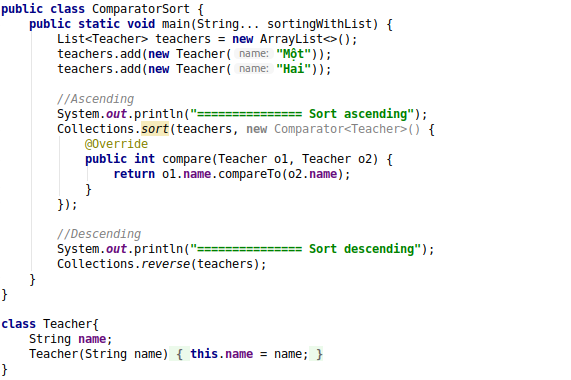 public class ComparatorSort {
    public static void main(String... sortingWithList) {
        List<Teacher> teachers = new ArrayList<>();
        teachers.add(new Teacher( name: "Một"));
        teachers.add(new Teacher( name: "Hai"));

        //Ascending
        System.out.println("=============== Sort ascending");
        Collections.sort(teachers, new Comparator<Teacher>() {
            @Override
            public int compare(Teacher o1, Teacher o2) {
                return o1.name.compareTo(o2.name);
            }
        });

        //Descending
        System.out.println("=============== Sort descending");
        Collections.reverse(teachers);
    }
}

class Teacher{
    String name;
    Teacher(String name) { this.name = name; }
}